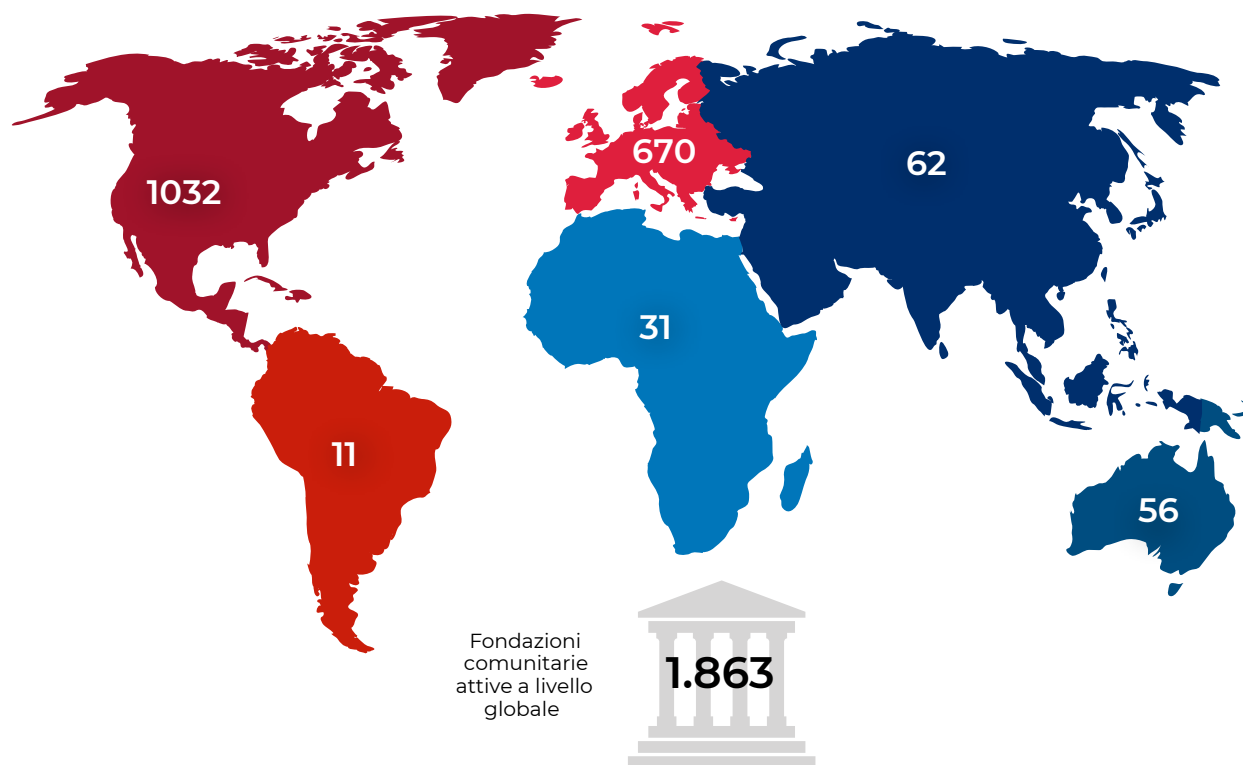 670
62
1032
31
11
56
Fondazioni
comunitarie
attive a livello
globale
1.863